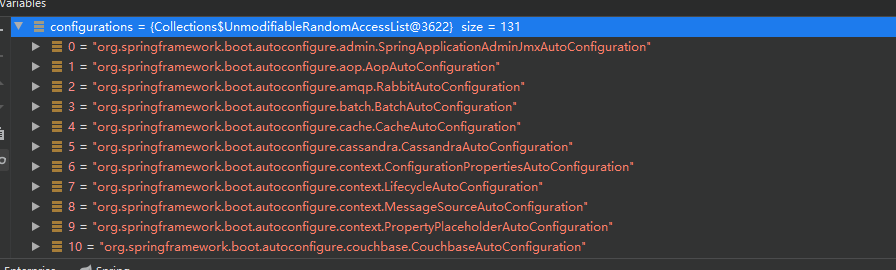 Variables
configurations = {Collections$UnmodifiableRandomAccessList@3622} size = 131
0 = "org.springframework.boot.autoconfigure.admin.SpringApplicationAdminJmxAutoConfiguration"
1 = "org.springframework.boot.autoconfigure.aop.AopAutoConfiguration"
2 = "org.springframework.boot.autoconfigure.amqp.RabbitAutoConfiguration"
3 = "org.springframework.boot.autoconfigure.batch.BatchAutoConfiguration"
4 = "org.springframework.boot.autoconfigure.cache.CacheAutoConfiguration"
5 = "org.springframework.boot.autoconfigure.cassandra.CassandraAutoConfiguration"
6 = "org.springframework.boot.autoconfigure.context.ConfigurationPropertiesAutoConfiguration"
7 = "org.springframework.boot.autoconfigure.context.LifecycleAutoConfiguration"
8 = "org.springframework.boot.autoconfigure.context.MessageSourceAutoConfiguration"
9 = "org.springframework.boot.autoconfigure.context.PropertyPlaceholderAutoConfiguration"
10 = "org.springframework.boot.autoconfigure.couchbase.CouchbaseAutoConfiguration"